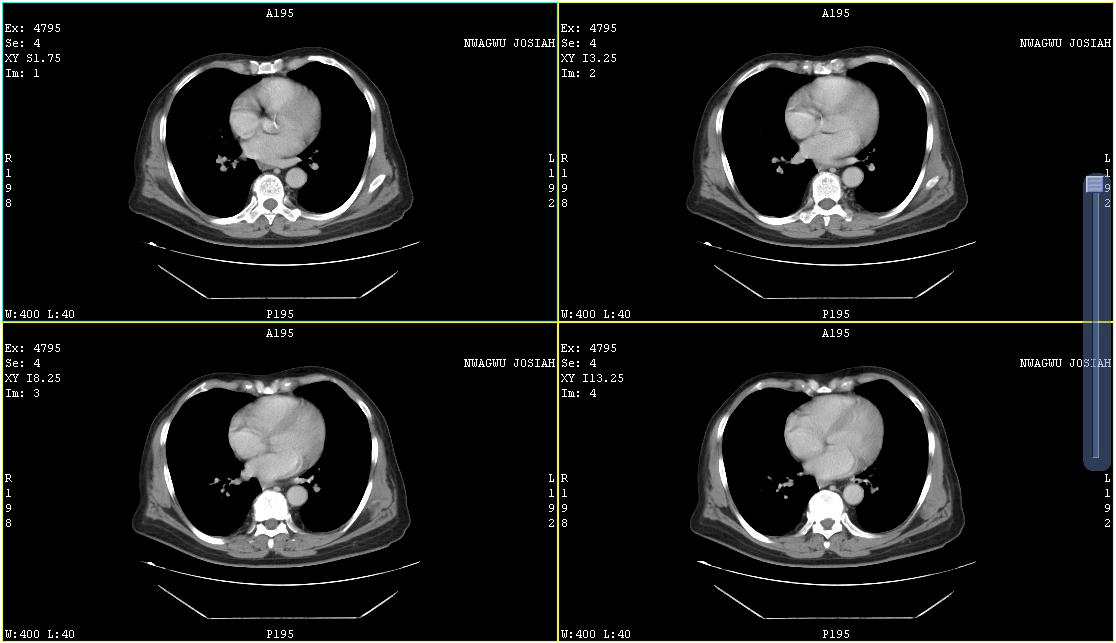 A195
Ex: 4795
Se: 4
NWAGWU JOSIAH
XY S1.75
Im: 1
R
1
9
8
L
1
9
2
W:400 L:40
P195
A195
Ex: 4795
Se: 4
NWAGWU JOSIAH
XY I3.25
Im: 2
R
1
9
8
L
1
9
2
W:400 L:40
P195
A195
Ex: 4795
Se: 4
NWAGWU JOSIAH
XY I8.25
Im: 3
R
1
9
8
L
1
9
2
W:400 L:40
P195
A195
Ex: 4795
Se: 4
NWAGWU JOSIAH
XY I13.25
Im: 4
R
1
9
8
L
1
9
2
W:400 L:40
P195